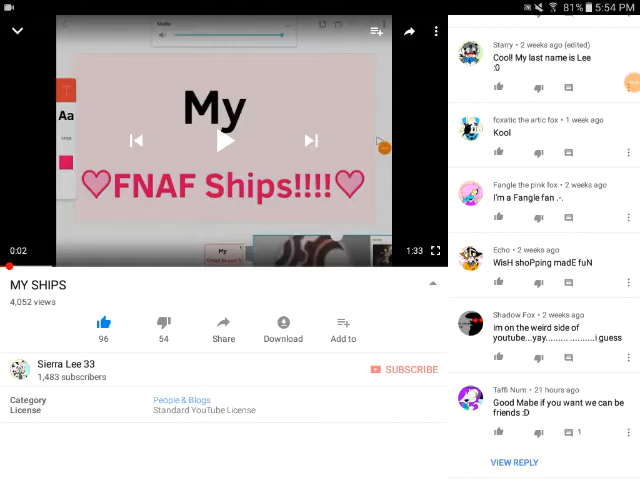 81% 5:54 PM
Media
T
Aa
My
♡FNAF Ships!!!!♡
My
0:02
1:33
MY SHIPS
4,052 views
96
54
Share
Download
Add to
Sierra Lee 33
1,483 subscribers
SUBSCRIBE
Category
People & Blogs
License
Standard YouTube License
Starry • 2 weeks ago (edited)
Cool! My last name is Lee
:0
foxatic the artic fox • 1 week ago
Kool
Fangle the pink fox • 2 weeks ago
I'm a Fangle fan .-.
Echo • 2 weeks ago
WisH shoPping madE fuN
Shadow Fox • 2 weeks ago
im on the weird side of
youtube...yay......... ..........i guess
Taffi Num • 21 hours ago
Good Mabe if you want we can be
friends :D
1
VIEW REPLY